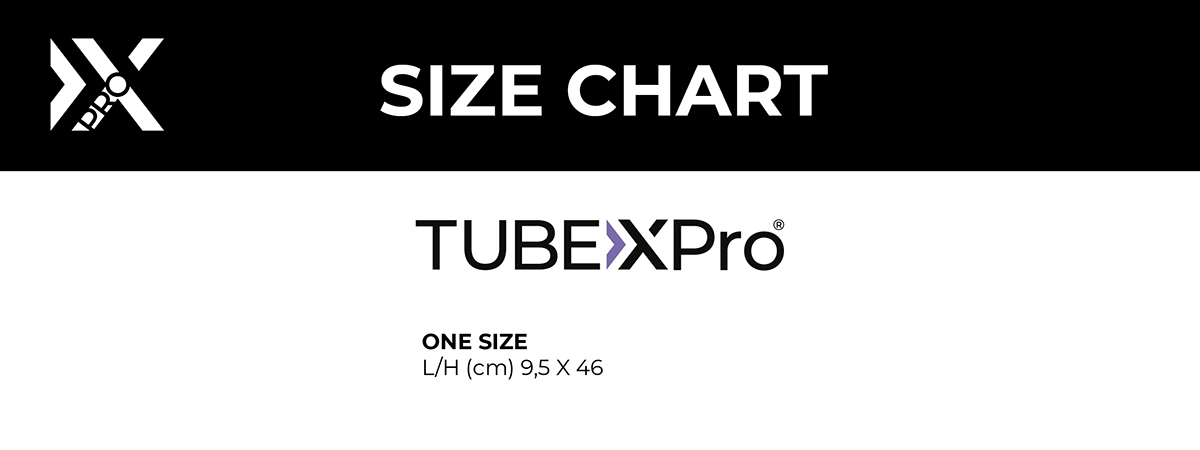 PRO
SIZE CHART
TUBEXPro®
ONE SIZE
L/H (cm) 9,5 X 46